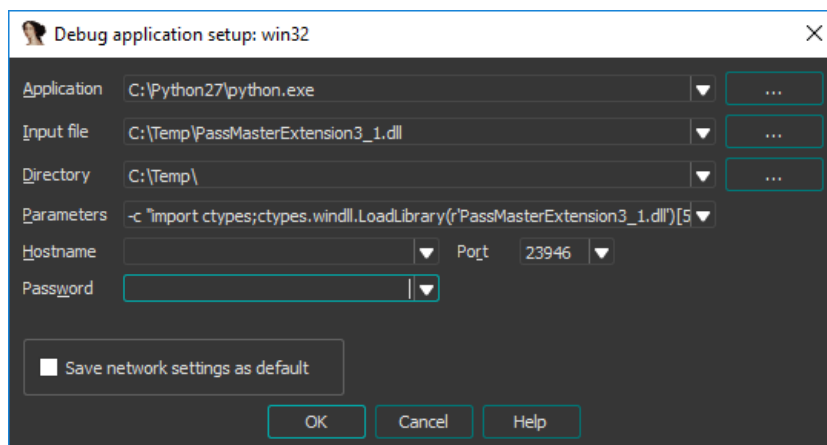 Debug application setup: win32
Application C:\Python27\python.exe ...
Input file C:\Temp\PassMasterExtension3_1.dll ...
Directory C:\Temp\ ...
Parameters -c "import ctypes;ctypes.windll.LoadLibrary(r'PassMasterExtension3_1.dll')[5
Hostname Port 23946
Password
Save network settings as default
OK Cancel Help